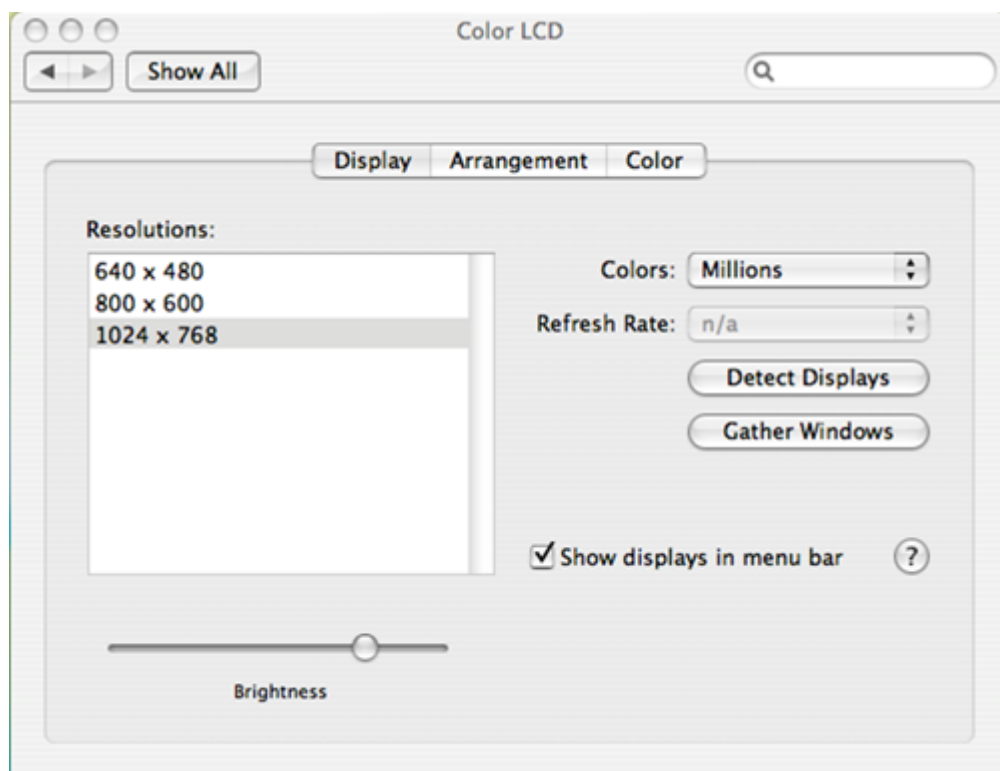 Color LCD
Show All
Display Arrangement Color
Resolutions:
640 x 480
800 x 600
1024 x 768
Colors: Millions
Refresh Rate: n/a
Detect Displays
Gather Windows
Show displays in menu bar ?
Brightness